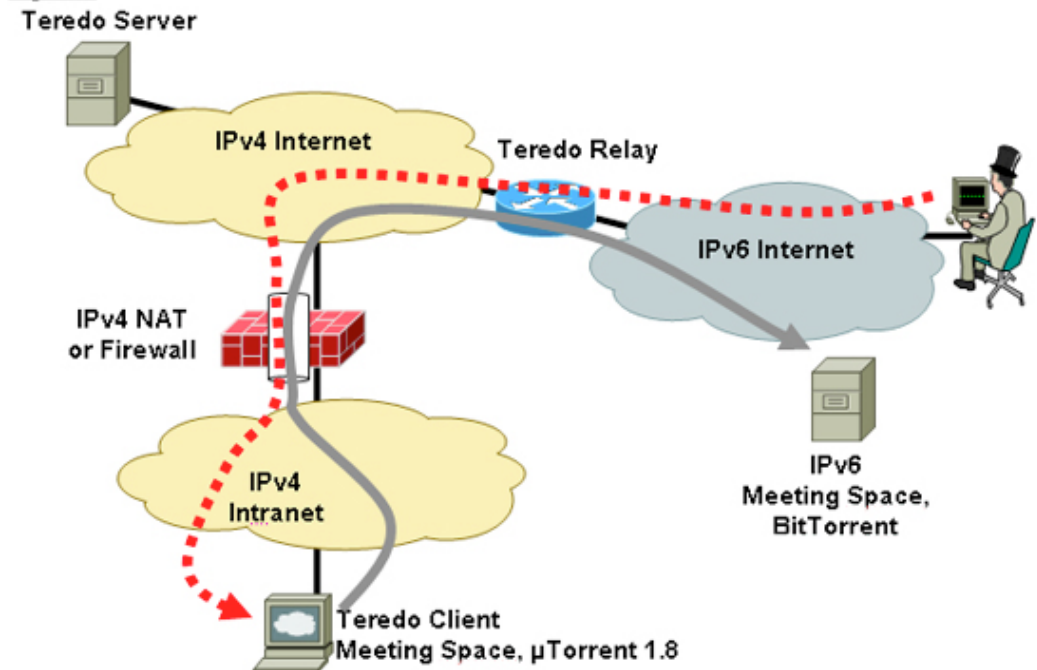 Teredo Server
IPv4 Internet
Teredo Relay
IPv6 Internet
IPv4 NAT
or Firewall
IPv4
Intranet
IPv6
Meeting Space,
BitTorrent
Teredo Client
Meeting Space, µTorrent 1.8